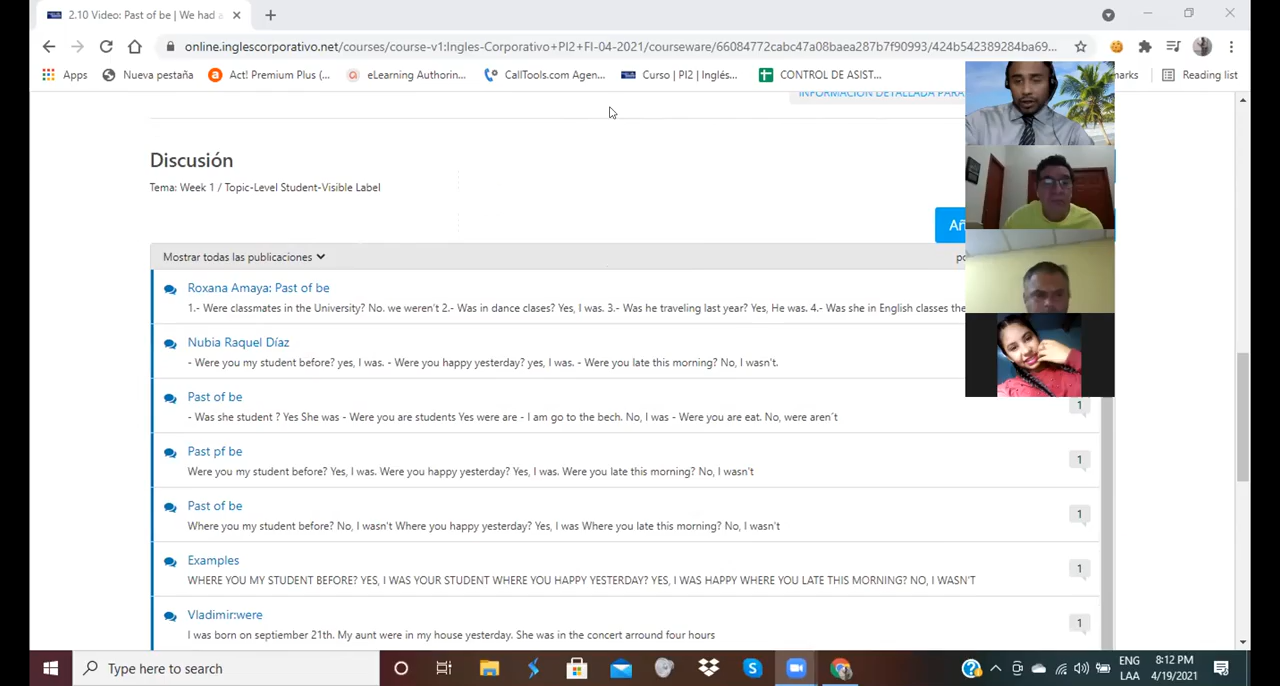 2.10 Video: Past of be | We had a
online.inglescorporativo.net/courses/course-v1:Ingles-Corporativo+PI2+FI-04-2021/courseware/66084772cabc47a08baea287b7f90993/424b542389284ba69...
Apps Nueva pestaña Act! Premium Plus (... eLearning Authorin... CallTools.com Agen... Curso | PI2 | Inglés... CONTROL DE ASIST... Reading list
INFORMACIÓN DETALLADA PARA
Discusión
Tema: Week 1 / Topic-Level Student-Visible Label
Mostrar todas las publicaciones
Roxana Amaya: Past of be
1.- Were classmates in the University? No. we weren't 2.- Was in dance clases? Yes, I was. 3.- Was he traveling last year? Yes, He was. 4.- Was she in English classes the
Nubia Raquel Díaz
- Were you my student before? yes, I was. - Were you happy yesterday? yes, I was. - Were you late this morning? No, I wasn't.
Past of be
- Was she student ? Yes She was - Were you are students Yes were are - I am go to the bech. No, I was - Were you are eat. No, were aren´t
1
Past pf be
Were you my student before? Yes, I was. Were you happy yesterday? Yes, I was. Were you late this morning? No, I wasn't
1
Past of be
Where you my student before? No, I wasn't Where you happy yesterday? Yes, I was Where you late this morning? No, I wasn't
1
Examples
WHERE YOU MY STUDENT BEFORE? YES, I WAS YOUR STUDENT WHERE YOU HAPPY YESTERDAY? YES, I WAS HAPPY WHERE YOU LATE THIS MORNING? NO, I WASN'T
1
Vladimir:were
I was born on septiember 21th. My aunt were in my house yesterday. She was in the concert arround four hours
1
Type here to search
ENG 8:12 PM
LAA 4/19/2021